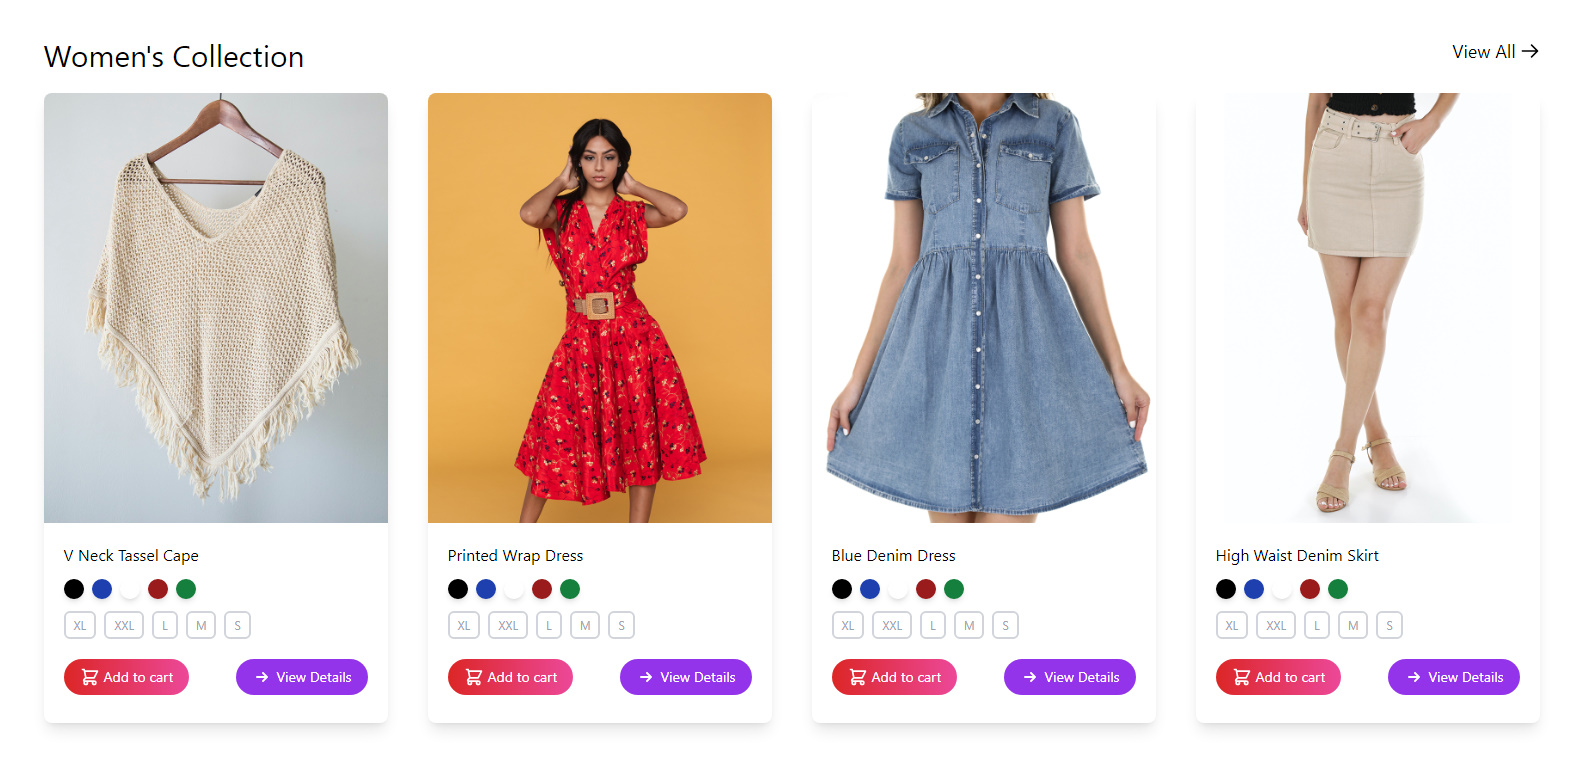 Women's Collection
View All
V Neck Tassel Cape
XL XXL L M S
Add to cart View Details
Printed Wrap Dress
XL XXL L M S
Add to cart View Details
Blue Denim Dress
XL XXL L M S
Add to cart View Details
High Waist Denim Skirt
XL XXL L M S
Add to cart View Details